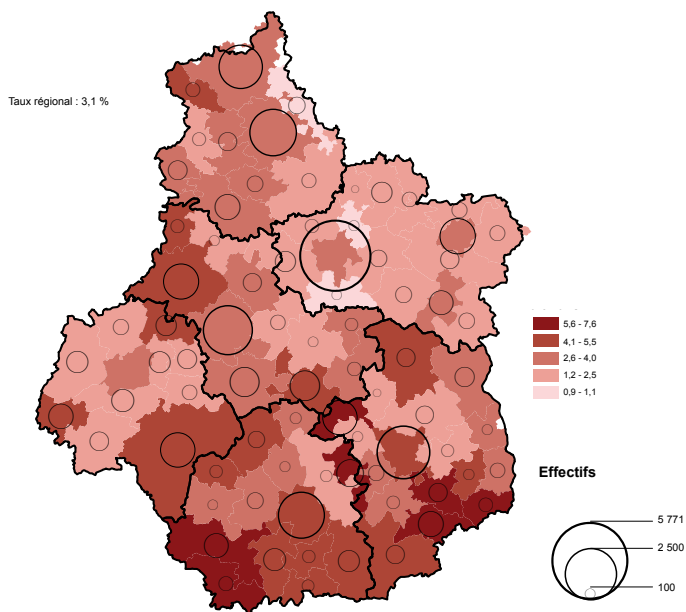 Taux régional : 3,1 %
5,6 - 7,6
4,1 - 5,5
2,6 - 4,0
1,2 - 2,5
0,9 - 1,1
Effectifs
5 771
2 500
100